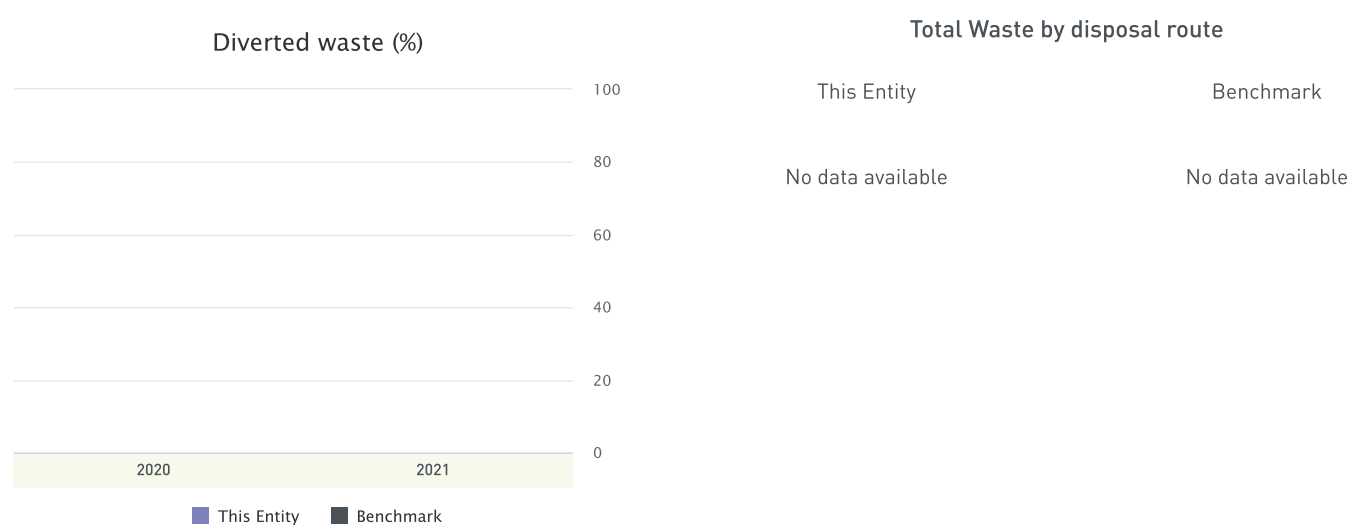 Diverted waste (%)
100
80
60
40
20
0
2020 2021
This Entity Benchmark
Total Waste by disposal route
This Entity Benchmark
No data available No data available